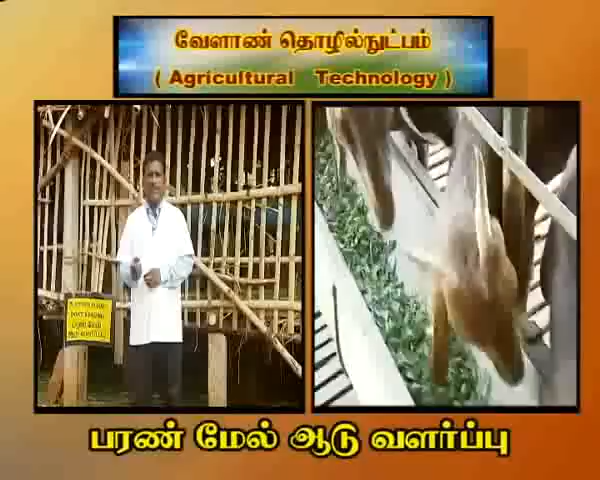 வேளாண் தொழில்நுட்பம்
( Agricultural Technology )
பரண் மேல் ஆடு வளர்ப்பு